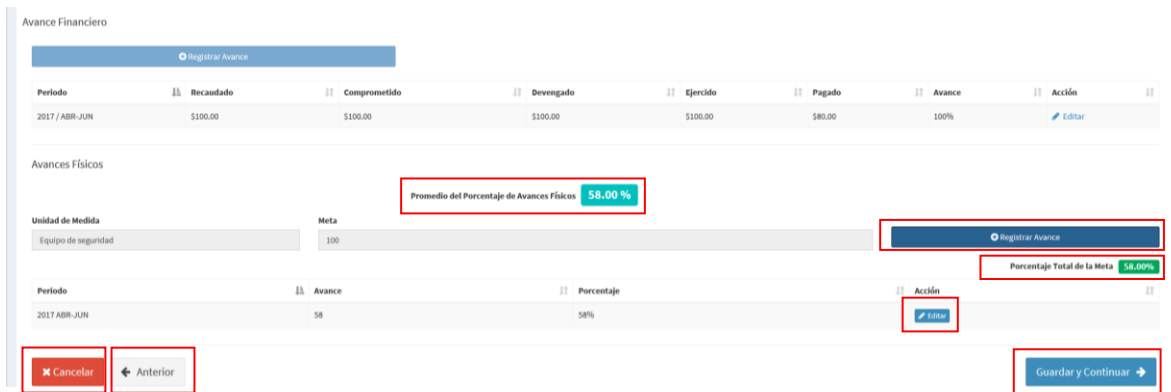 Avance Financiero
Registrar Avance
Periodo Recaudado Comprometido Devengado Ejercido Pagado Avance Acción
2017 / ABR-JUN $100.00 $100.00 $100.00 $100.00 $80.00 100% Editar
Avances Físicos
Promedio del Porcentaje de Avances Físicos 58.00 %
Unidad de Medida Meta
Equipo de seguridad 100 Registrar Avance
Porcentaje Total de la Meta 58.00%
Periodo Avance Porcentaje Acción
2017 ABR-JUN 58 58% Editar
Cancelar Anterior Guardar y Continuar